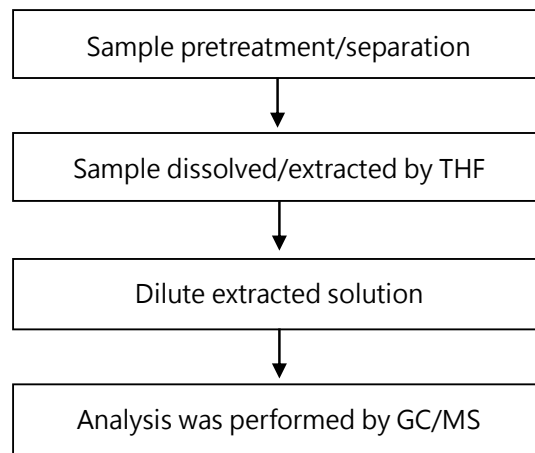 Sample pretreatment/separation
Sample dissolved/extracted by THF
Dilute extracted solution
Analysis was performed by GC/MS